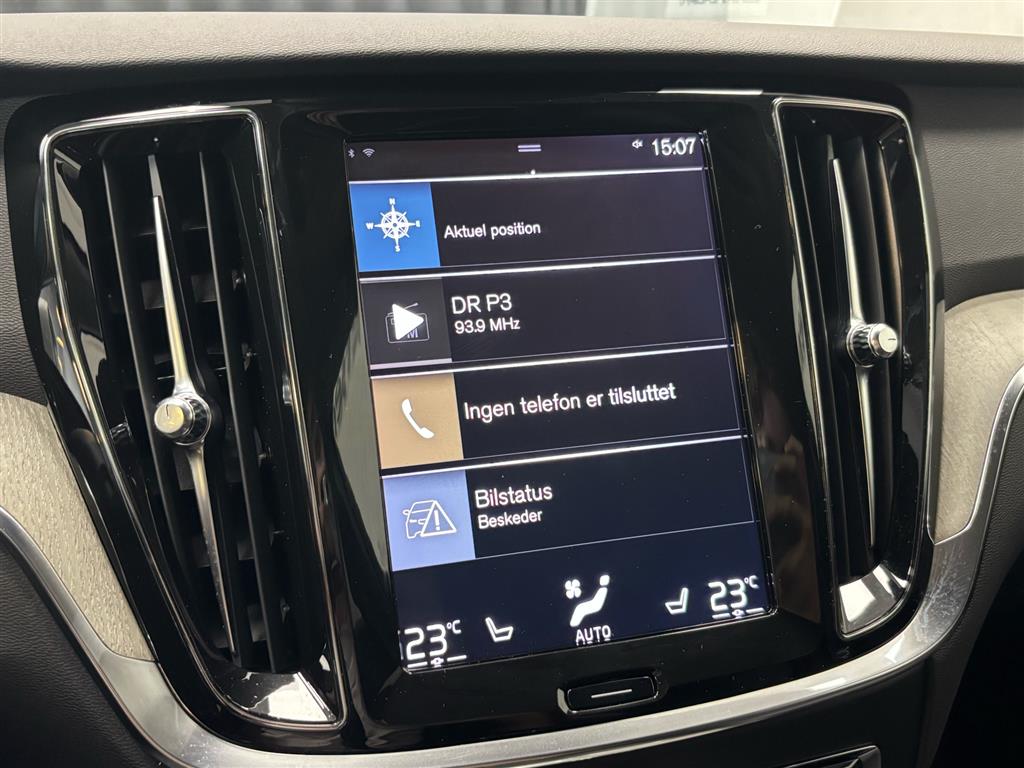 15:07
N
W E
S
Aktuel position
DR P3
93.9 MHz
Ingen telefon er tilsluttet
Bilstatus
Beskeder
23°C
AUTO
23°C